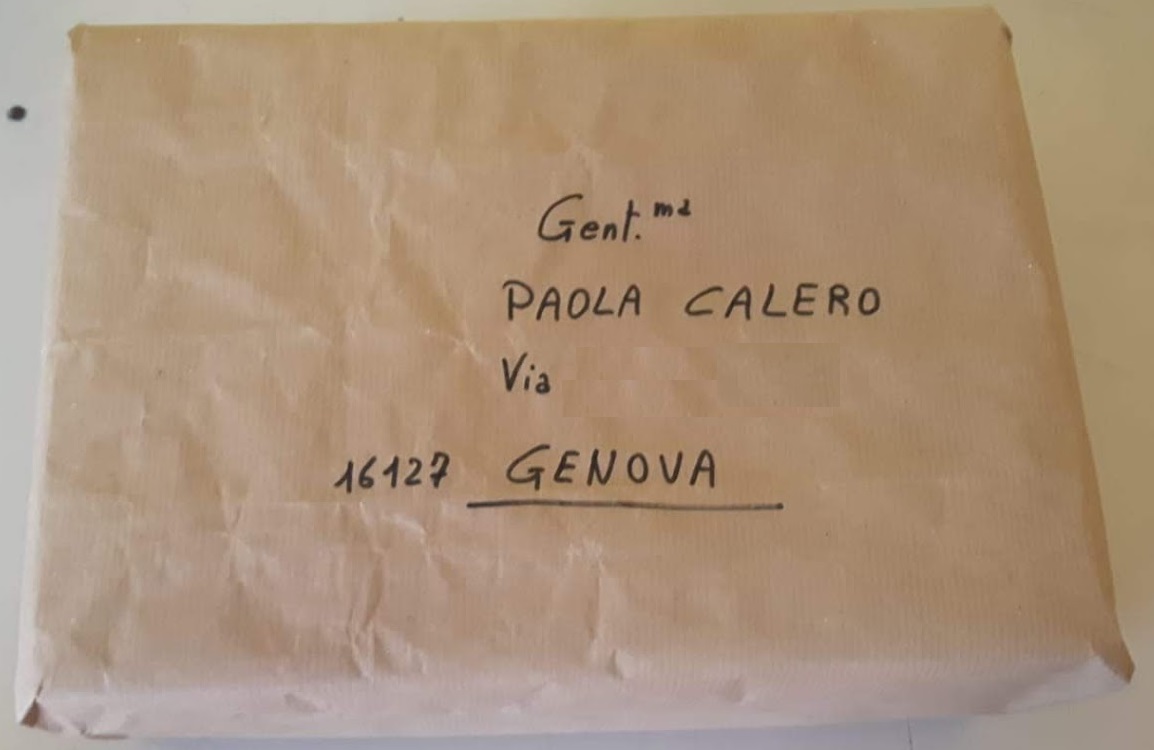 Gent.ma
PAOLA CALERO
Via
16127 GENOVA